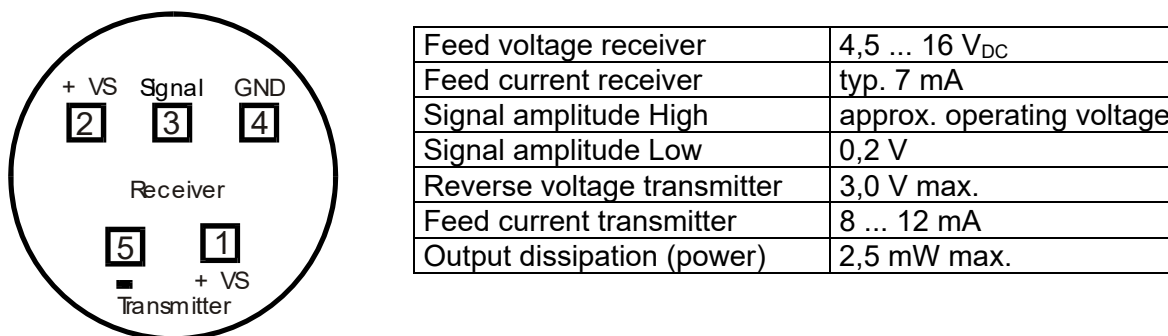 + VS Signal GND
2 3 4
Receiver
5 1
- + VS
Transmitter
Feed voltage receiver 4,5 ... 16 VDC
Feed current receiver typ. 7 mA
Signal amplitude High approx. operating voltage
Signal amplitude Low 0,2 V
Reverse voltage transmitter 3,0 V max.
Feed current transmitter 8 ... 12 mA
Output dissipation (power) 2,5 mW max.